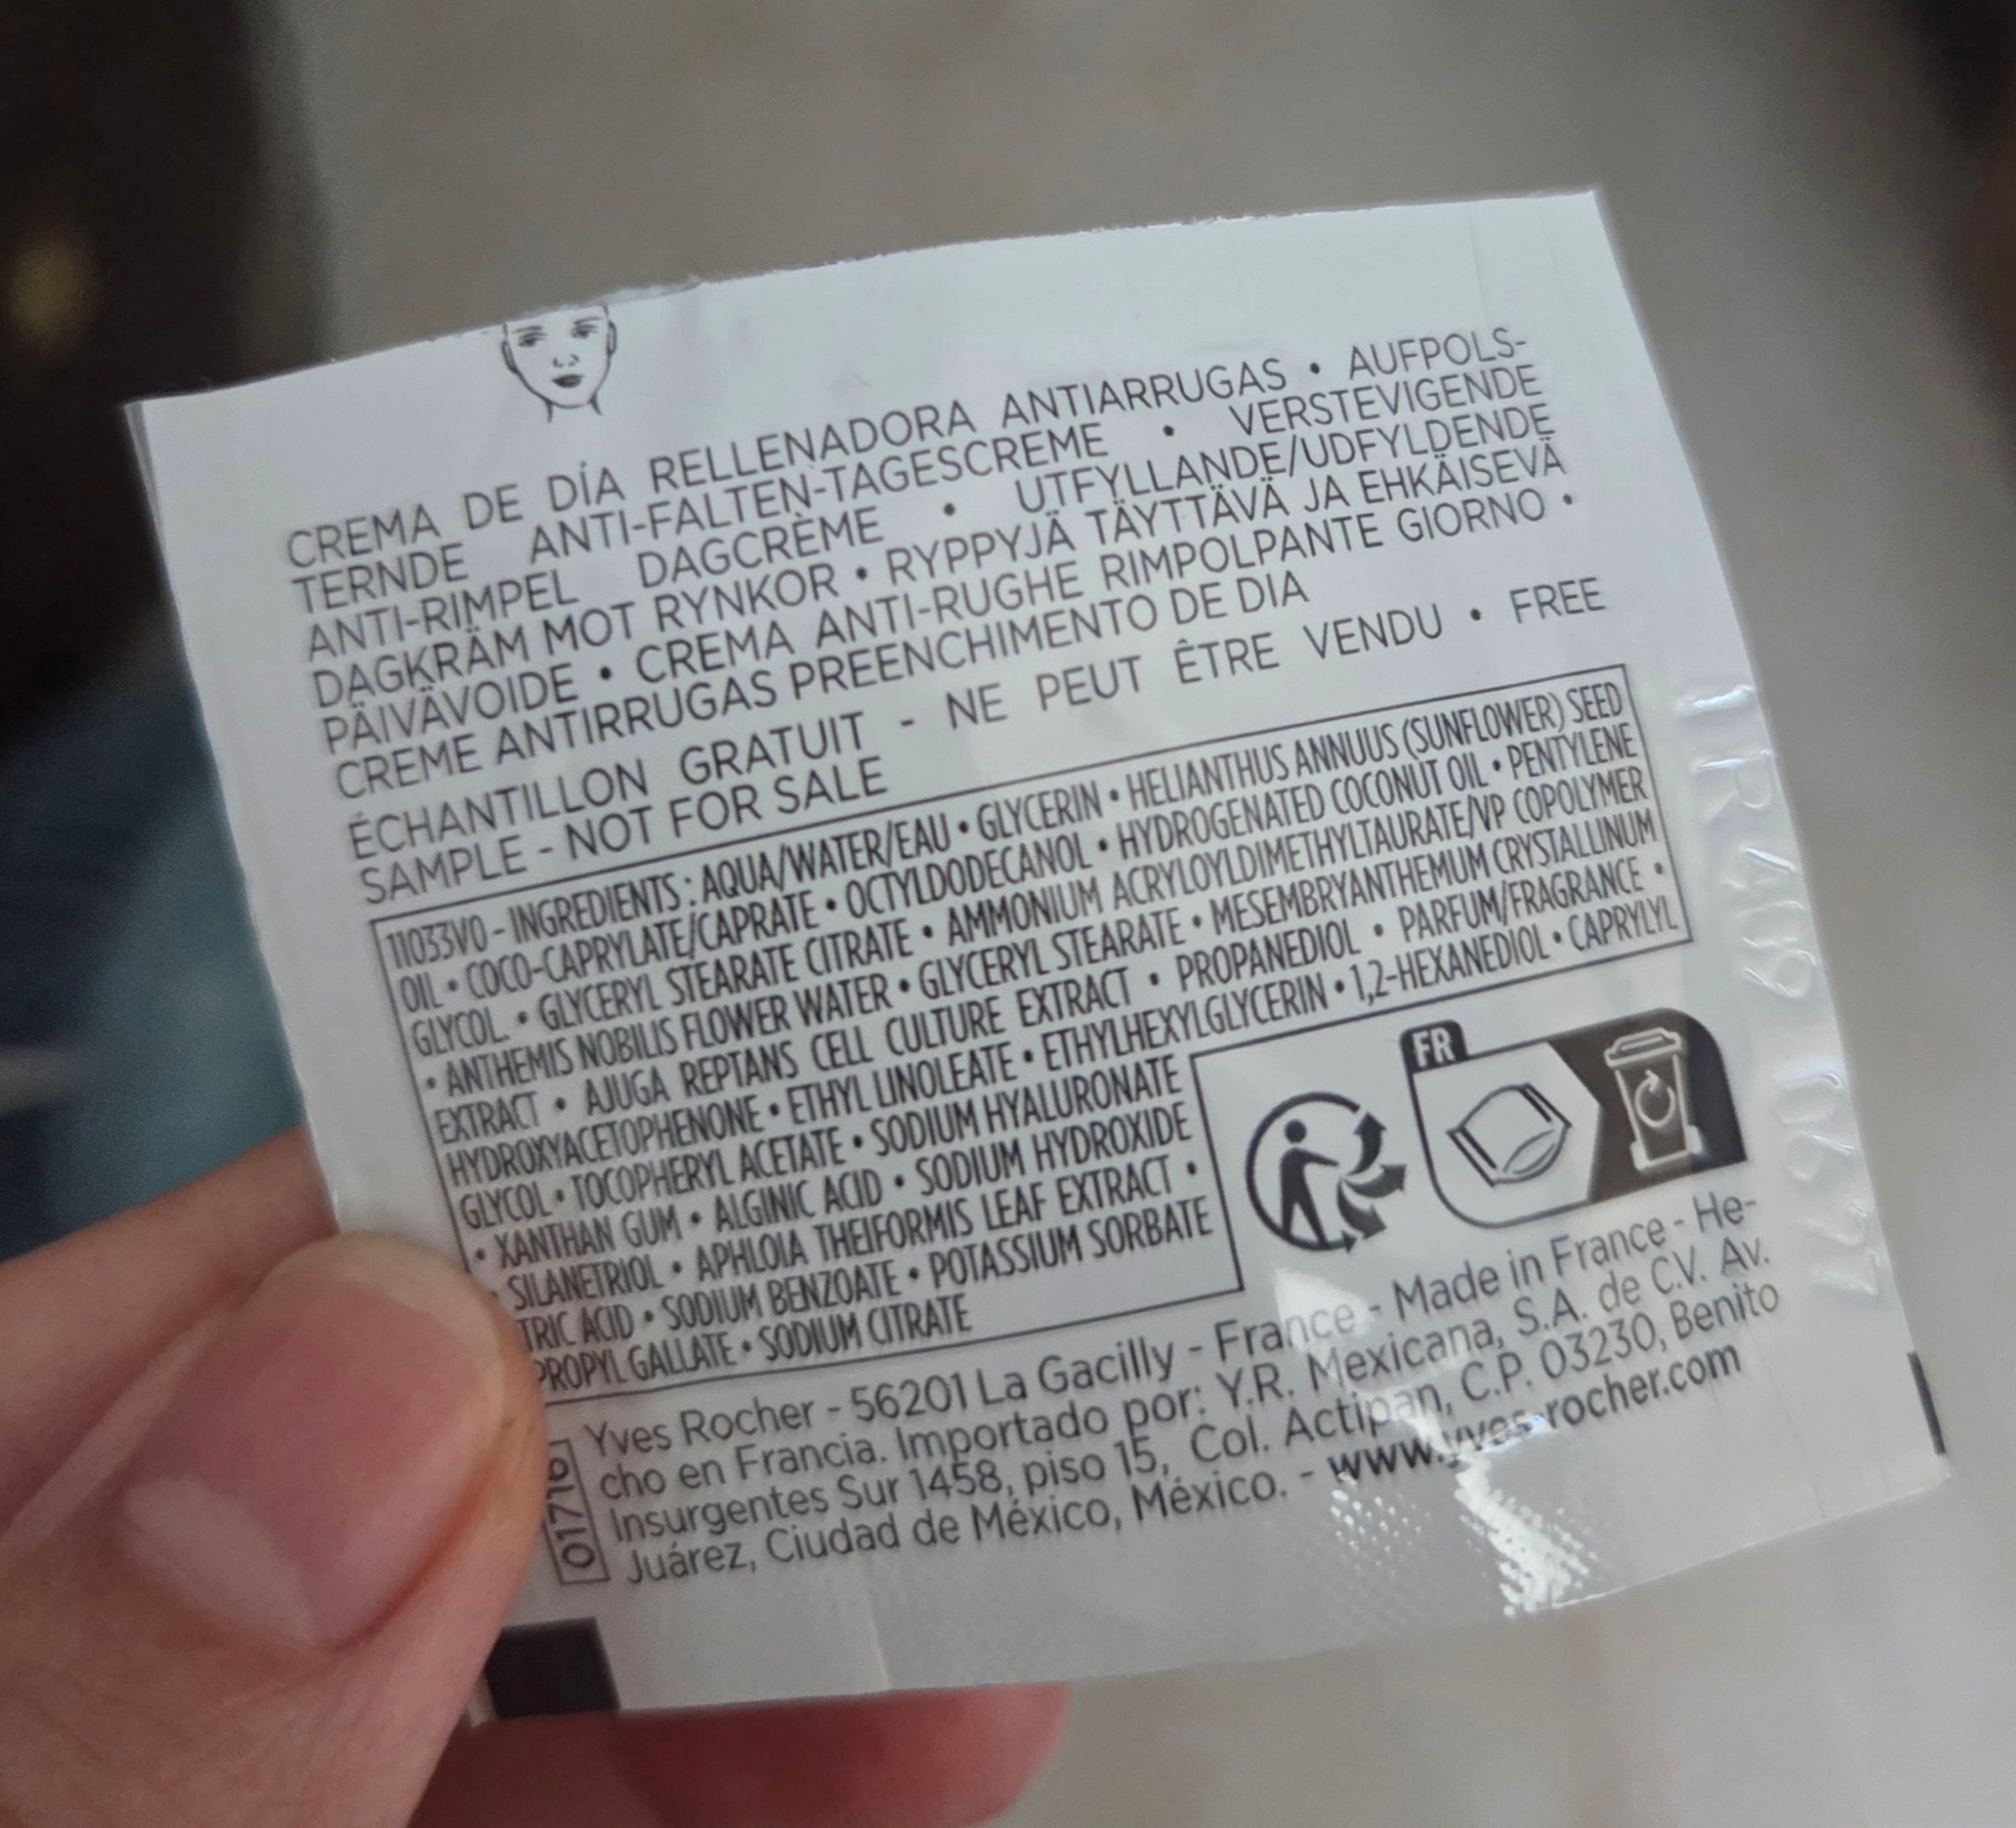 CREMA DE DÍA RELLENADORA ANTIARRUGAS • AUFPOLS-
TERNDE ANTI-FALTEN-TAGESCREME • VERSTEVIGENDE
ANTI-RIMPEL DAGCRÈME • UTFYLLANDE/UDFYLDENDE
DAGKRÄM MOT RYNKOR • RYPPYJÄ TÄYTTÄVÄ JA EHKÄISEVÄ
PÄIVÄVOIDE • CREMA ANTI-RUGHE RIMPOLPANTE GIORNO •
CREME ANTIRRUGAS PREENCHIMENTO DE DIA
ÉCHANTILLON GRATUIT - NE PEUT ÊTRE VENDU • FREE
SAMPLE - NOT FOR SALE
11033V0 - INGREDIENTS : AQUA/WATER/EAU • GLYCERIN • HELIANTHUS ANNUUS (SUNFLOWER) SEED
OIL • COCO-CAPRYLATE/CAPRATE • OCTYLDODECANOL • HYDROGENATED COCONUT OIL • PENTYLENE
GLYCOL • GLYCERYL STEARATE CITRATE • AMMONIUM ACRYLOYLDIMETHYLTAURATE/VP COPOLYMER
• ANTHEMIS NOBILIS FLOWER WATER • GLYCERYL STEARATE • MESEMBRYANTHEMUM CRYSTALLINUM
EXTRACT • AJUGA REPTANS CELL CULTURE EXTRACT • PROPANEDIOL • PARFUM/FRAGRANCE •
HYDROXYACETOPHENONE • ETHYL LINOLEATE • ETHYLHEXYLGLYCERIN • 1,2-HEXANEDIOL • CAPRYLYL
GLYCOL • TOCOPHERYL ACETATE • SODIUM HYALURONATE
• XANTHAN GUM • ALGINIC ACID • SODIUM HYDROXIDE
• SILANETRIOL • APHLOIA THEIFORMIS LEAF EXTRACT •
TRIC ACID • SODIUM BENZOATE • POTASSIUM SORBATE
PROPYL GALLATE • SODIUM CITRATE
FR
Yves Rocher - 56201 La Gacilly - France - Made in France - He-
cho en Francia. Importado por: Y.R. Mexicana, S.A. de C.V. Av.
Insurgentes Sur 1458, piso 15, Col. Actipan, C.P. 03230, Benito
Juárez, Ciudad de México, México. - www.yves-rocher.com
01716